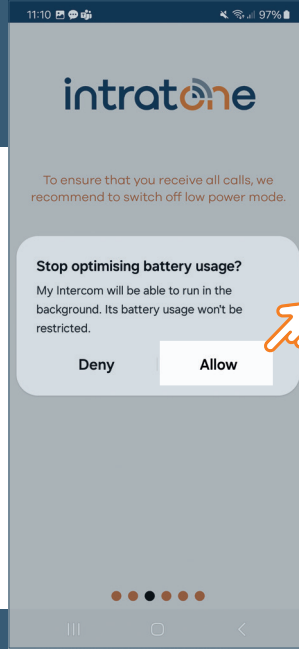 11:10 97%
intratone
To ensure that you receive all calls, we
recommend to switch off low power mode.
Stop optimising battery usage?
My Intercom will be able to run in the
background. Its battery usage won't be
restricted.
Deny Allow